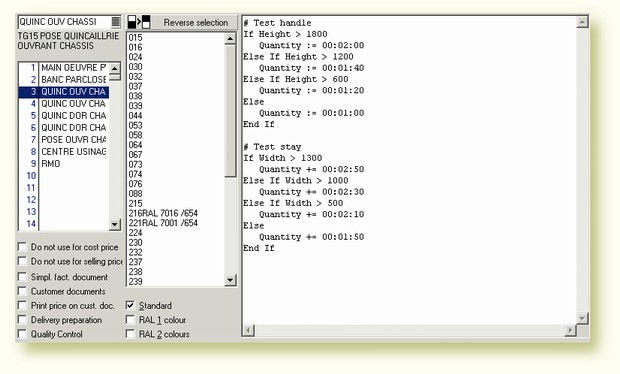 QUINC OUV CHASSI
TG15 POSE QUINCAILLRIE
OUVRANT CHASSIS
1 MAIN OEUVRE P
2 BANC PARCLOSE
3 QUINC OUV CHA
4 QUINC OUV CHA
5 QUINC DOR CHA
6 QUINC DOR CHA
7 POSE OUVR CHA
8 CENTRE USINAG
9 RMO
10
11
12
13
14
Do not use for cost price
Do not use for selling price
Simpl. fact. document
Customer documents
Print price on cust. doc.
Delivery preparation
Quality Control
Reverse selection
015
016
024
030
032
037
038
039
044
053
058
064
067
073
074
076
088
215
216RAL 7016 /654
221RAL 7001 /654
224
230
232
237
238
239
Standard
RAL 1 colour
RAL 2 colours
# Test handle
If Height > 1800
Quantity := 00:02:00
Else If Height > 1200
Quantity := 00:01:40
Else If Height > 600
Quantity := 00:01:20
Else
Quantity := 00:01:00
End If
# Test stay
If Width > 1300
Quantity += 00:02:50
Else If Width > 1000
Quantity += 00:02:30
Else If Width > 500
Quantity += 00:02:10
Else
Quantity += 00:01:50
End If